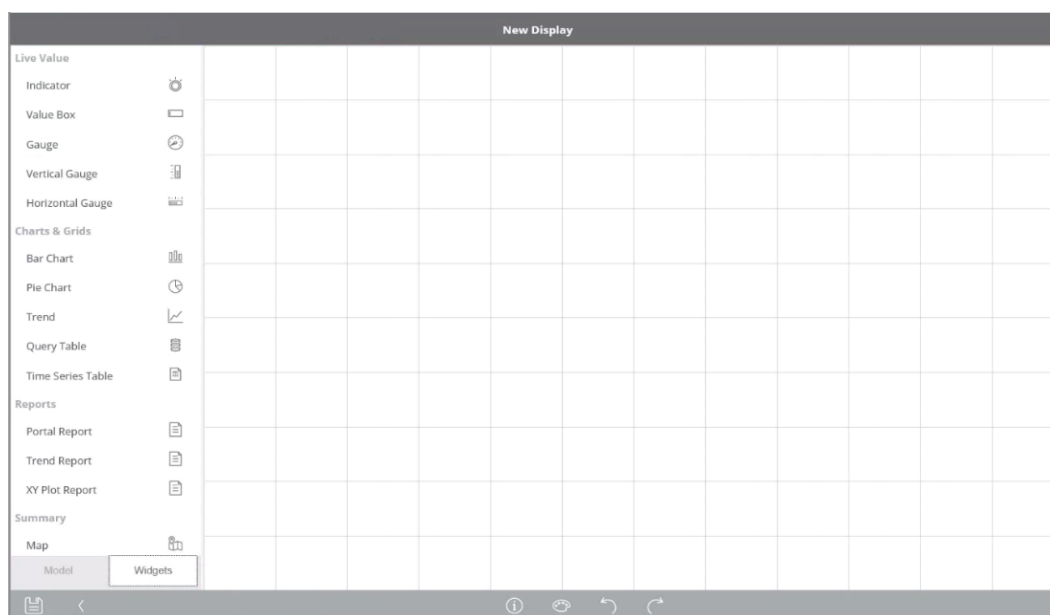 New Display
Live Value
Indicator
Value Box
Gauge
Vertical Gauge
Horizontal Gauge
Charts & Grids
Bar Chart
Pie Chart
Trend
Query Table
Time Series Table
Reports
Portal Report
Trend Report
XY Plot Report
Summary
Map
Model Widgets